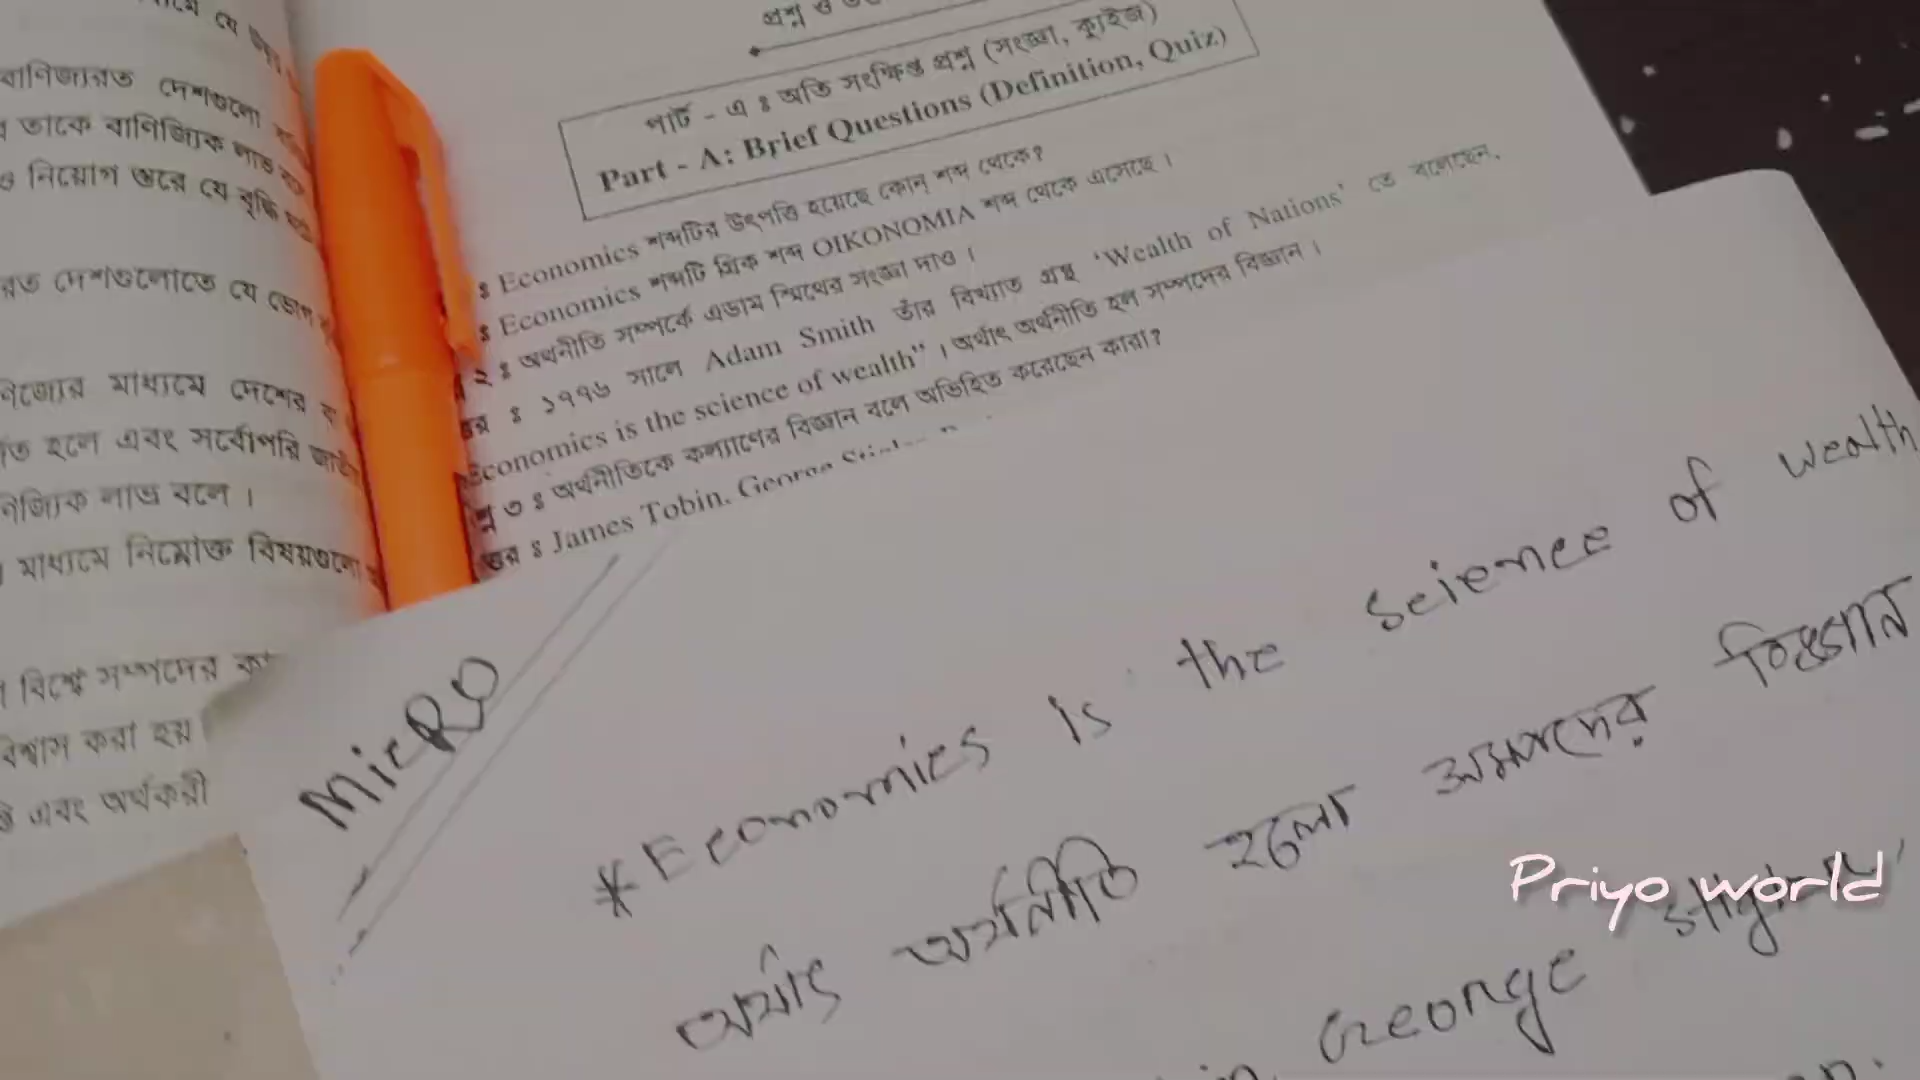 বাণিজ্যরত দেশগুলো
তাকে বাণিজ্যিক লাভ
ও নিয়োগ স্তরে যে বৃদ্ধি
দেশগুলোতে যে ভোগ
মাধ্যমে দেশের
হলে এবং সর্বোপরি
লাভ বলে।
মাধ্যমে নিম্নোক্ত বিষয়গুলো
বিশ্বে সম্পদের
করা হয়
এবং অর্থকরী
প্রশ্ন ও
পার্ট - এ ঃ অতি সংক্ষিপ্ত প্রশ্ন (সংজ্ঞা, কুইজ)
Part - A: Brief Questions (Definition, Quiz)
ঃ Economics শব্দটির উৎপত্তি হয়েছে কোন্ শব্দ থেকে?
ঃ Economics শব্দটি গ্রিক শব্দ OIKONOMIA শব্দ থেকে এসেছে।
২ ঃ অর্থনীতি সম্পর্কে এডাম স্মিথের সংজ্ঞা দাও।
ঃ ১৭৭৬ সালে Adam Smith তাঁর বিখ্যাত গ্রন্থ ‘Wealth of Nations’ তে বলেছেন,
Economics is the science of wealth”। অর্থাৎ অর্থনীতি হল সম্পদের বিজ্ঞান।
৩ ঃ অর্থনীতিকে কল্যাণের বিজ্ঞান বলে অভিহিত করেছেন কারা?
ঃ James Tobin, George
MicRO
*Economics is the science of wealth
অর্থাৎ অর্থনীতি হলো বিজ্ঞান
George
Priyo world